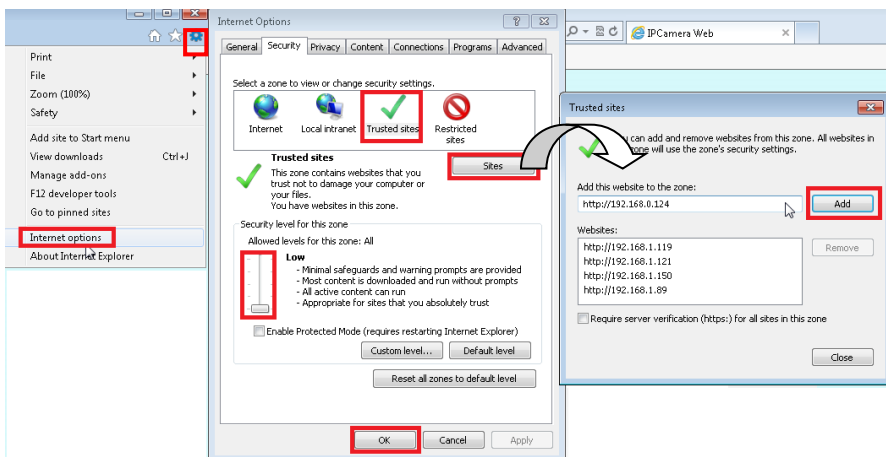 Print
File
Zoom (100%)
Safety
Add site to Start menu
View downloads Ctrl+J
Manage add-ons
F12 developer tools
Go to pinned sites
Internet options
About Internet Explorer
Internet Options
General Security Privacy Content Connections Programs Advanced
Select a zone to view or change security settings.
Internet Local intranet Trusted sites Restricted
sites
Trusted sites
This zone contains websites that you
trust not to damage your computer or
your files.
You have websites in this zone.
Sites
Security level for this zone
Allowed levels for this zone: All
Low
- Minimal safeguards and warning prompts are provided
- Most content is downloaded and run without prompts
- All active content can run
- Appropriate for sites that you absolutely trust
Enable Protected Mode (requires restarting Internet Explorer)
Custom level... Default level
Reset all zones to default level
OK Cancel Apply
IPCamera Web
Trusted sites
can add and remove websites from this zone. All websites in
zone will use the zone's security settings.
Add this website to the zone:
http://192.168.0.124 Add
Websites:
http://192.168.1.119
http://192.168.1.121
http://192.168.1.150
http://192.168.1.89
Remove
Require server verification (https:) for all sites in this zone
Close